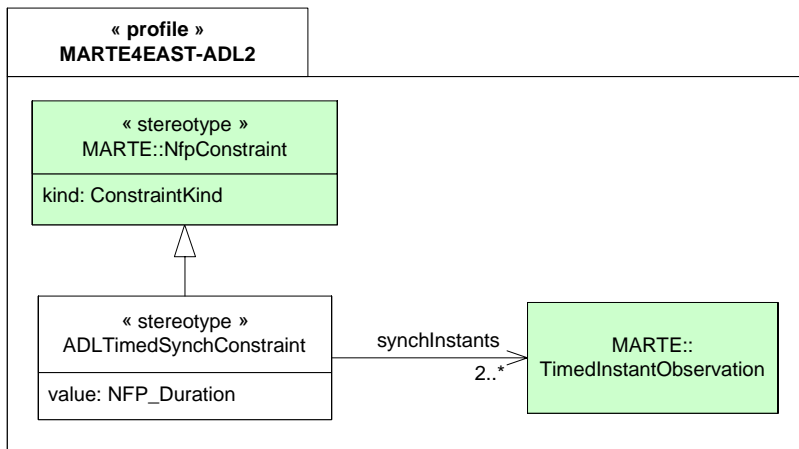 « profile »
MARTE4EAST-ADL2
« stereotype »
MARTE::NfpConstraint
kind: ConstraintKind
« stereotype »
ADLTimedSynchConstraint
value: NFP_Duration
synchInstants
2..*
MARTE::
TimedInstantObservation